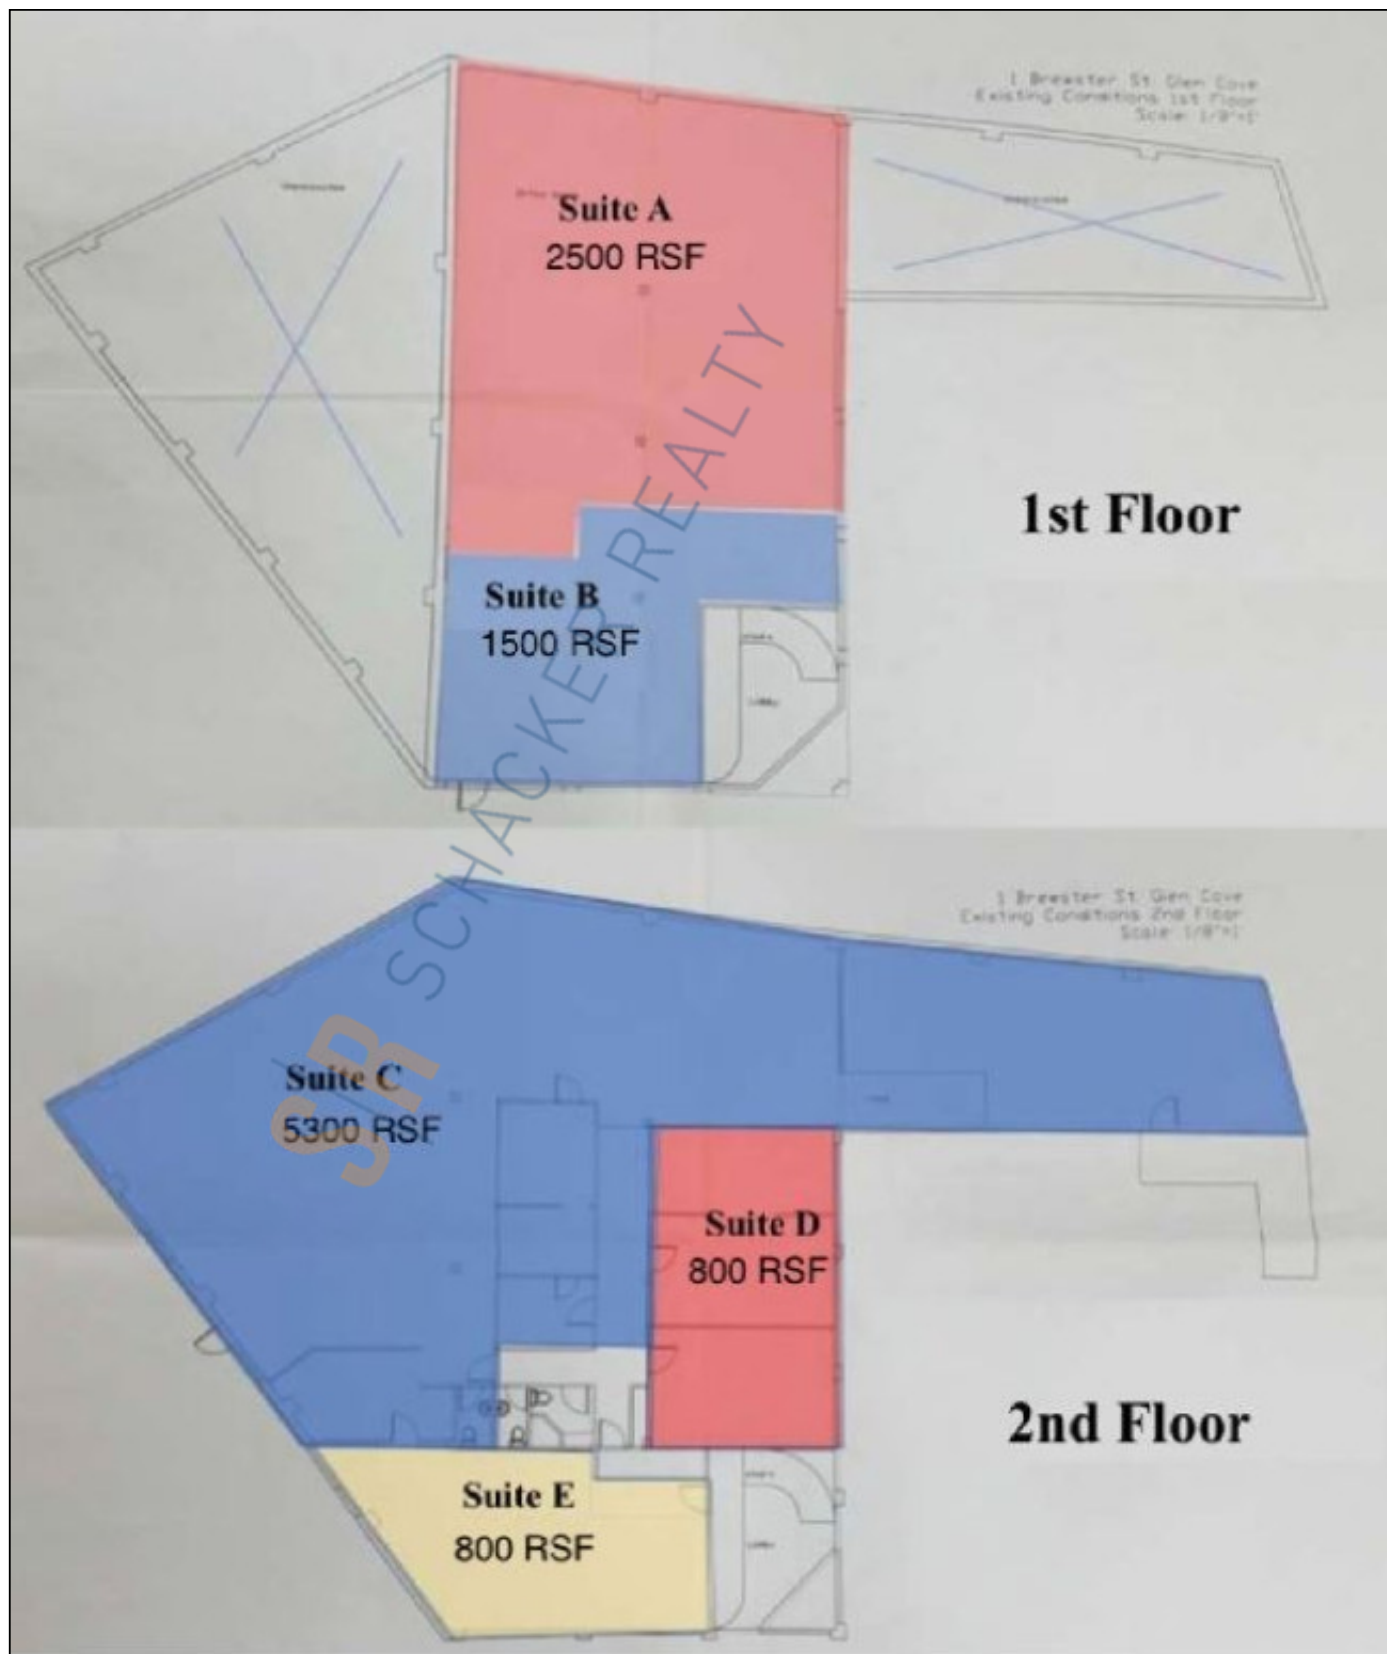 1 Brewster St. Glen Cove
Existing Conditions 1st Floor
Scale: 1/8"=1'
Suite A
2500 RSF
1st Floor
Suite B
1500 RSF
LOBBY
SCHACKER REALTY
1 Brewster St. Glen Cove
Existing Conditions 2nd Floor
Scale: 1/8"=1'
SR
Suite C
5300 RSF
Suite D
800 RSF
2nd Floor
Suite E
800 RSF